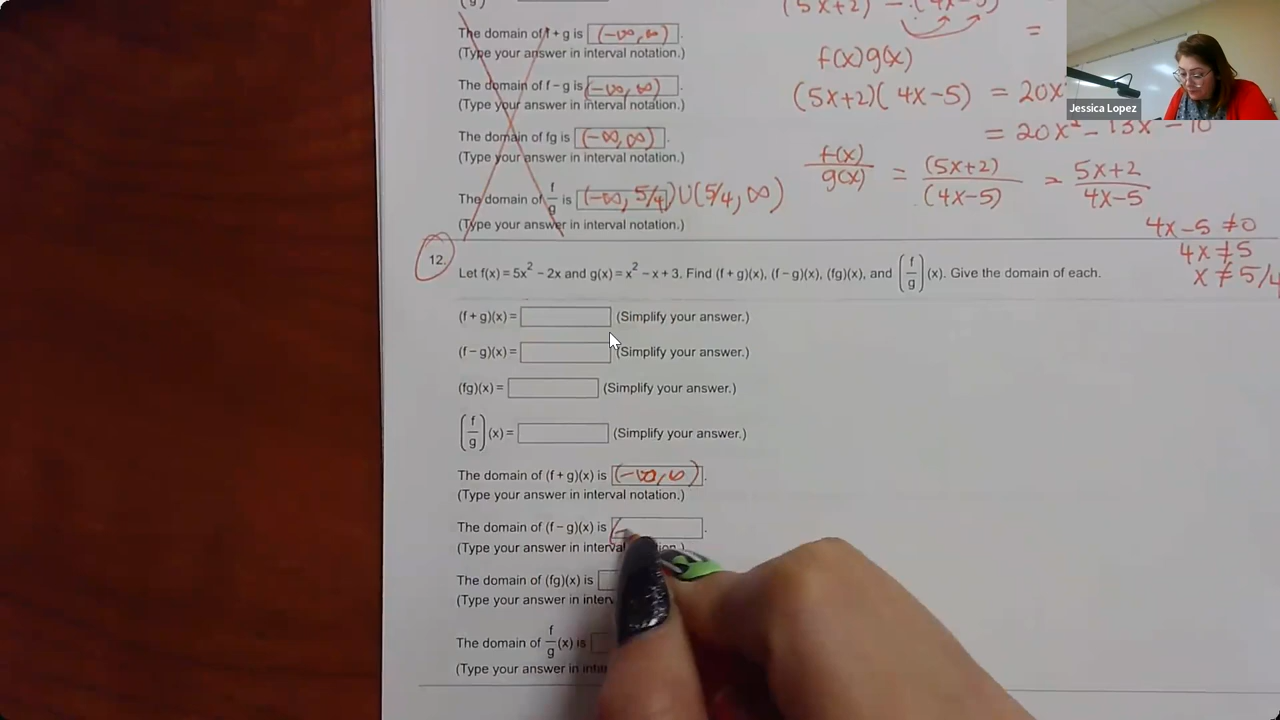 The domain of f + g is (-∞, ∞).
(Type your answer in interval notation.)
The domain of f − g is (-∞, ∞).
(Type your answer in interval notation.)
The domain of fg is (-∞, ∞).
(Type your answer in interval notation.)
The domain of f/g is (-∞, 5/4) ∪ (5/4, ∞)
(Type your answer in interval notation.)
(5x+2) −
=
f(x)g(x)
(5x+2)(4x−5) = 20x
= 20x² − 13x − 10
f(x)/g(x) = (5x+2)/(4x−5) = 5x+2/4x−5
4x−5 ≠ 0
4x ≠ 5
x ≠ 5/4
Jessica Lopez
12.
Let f(x) = 5x² − 2x and g(x) = x² − x + 3. Find (f + g)(x), (f − g)(x), (fg)(x), and (f/g)(x). Give the domain of each.
(f + g)(x) = (Simplify your answer.)
(f − g)(x) = (Simplify your answer.)
(fg)(x) = (Simplify your answer.)
(f/g)(x) = (Simplify your answer.)
The domain of (f + g)(x) is (-∞, ∞).
(Type your answer in interval notation.)
The domain of (f − g)(x) is (- .
(Type your answer in
The domain of (fg)(x) is
(Type your answer in
The domain of f/g(x) is
(Type your answer in